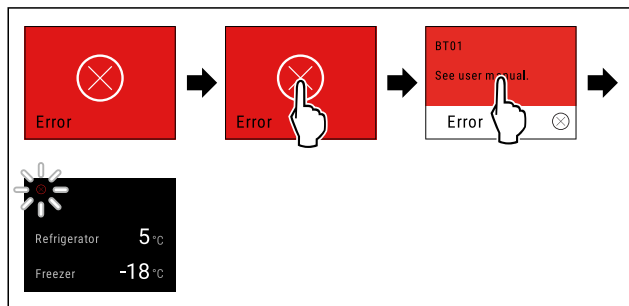 Error
Error
BT01
See user manual.
Error
Refrigerator 5 °C
Freezer -18 °C